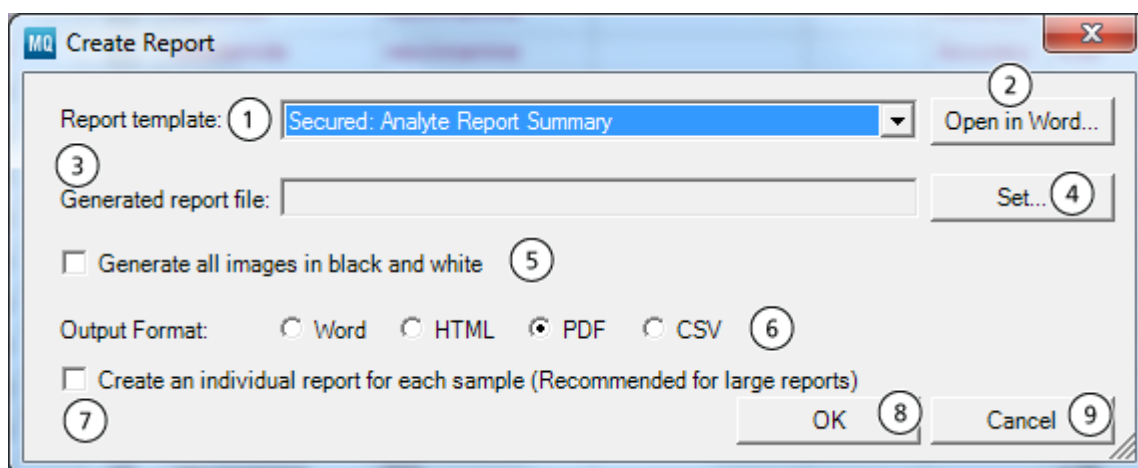 MQ Create Report
2
Report template: 1 Secured: Analyte Report Summary Open in Word...
3
Generated report file: Set... 4
Generate all images in black and white 5
Output Format: Word HTML PDF CSV 6
Create an individual report for each sample (Recommended for large reports)
7 OK 8 Cancel 9